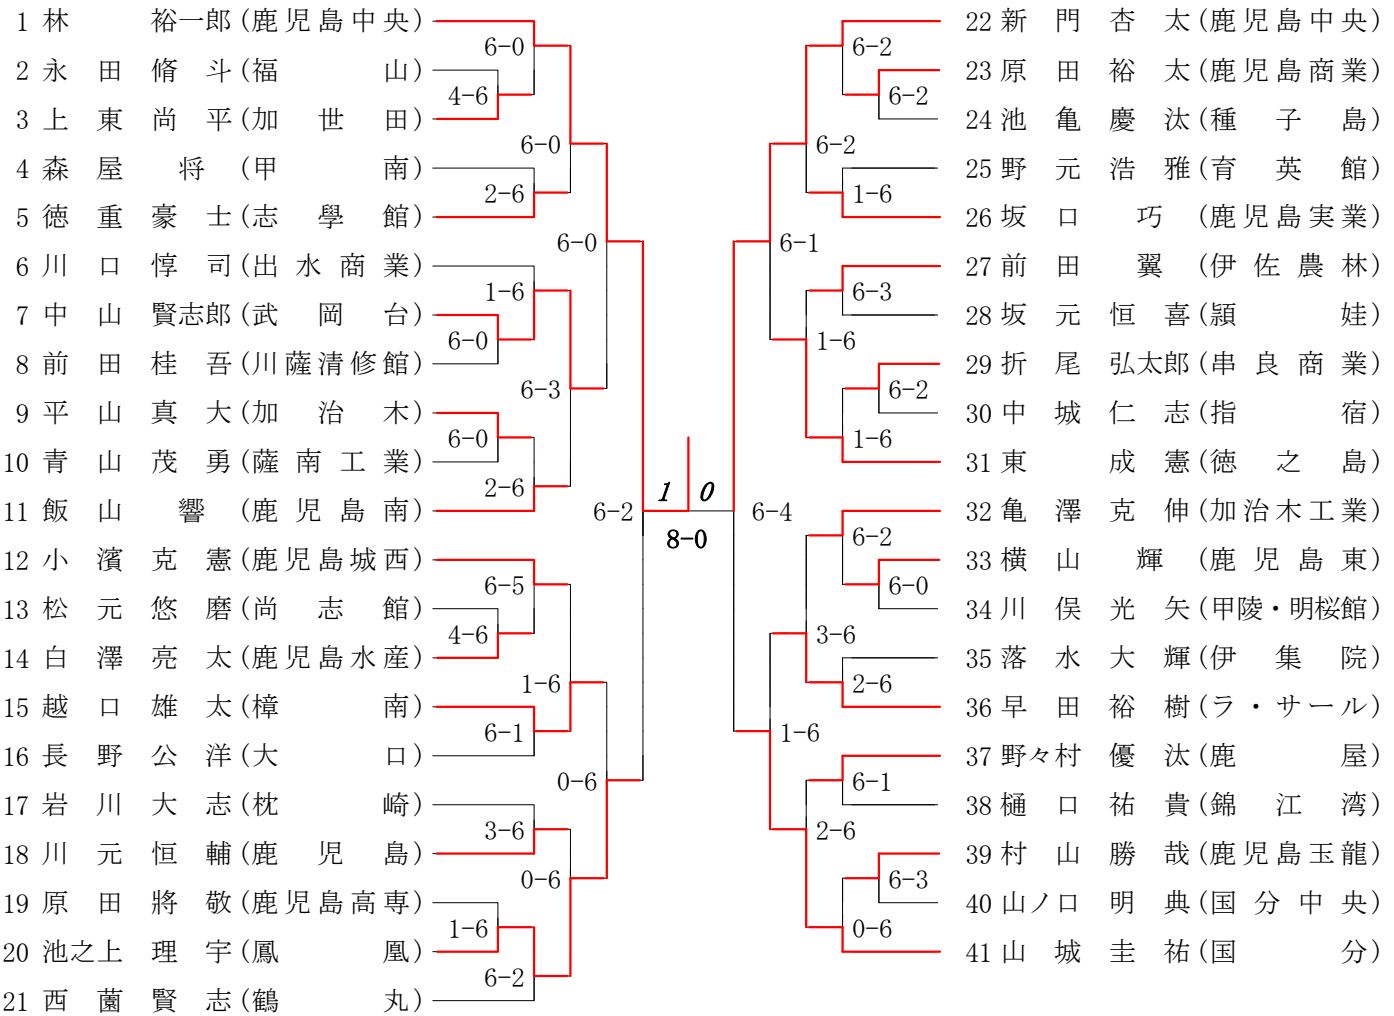 1 林 裕一郎 (鹿児島中央)
2 永田脩斗 (福山)
3 上東尚平 (加世田)
4 森屋将 (甲南)
5 徳重豪士 (志學館)
6 川口惇司 (出水商業)
7 中山賢志郎 (武岡台)
8 前田桂吾 (川薩清修館)
9 平山真大 (加治木)
10 青山茂勇 (薩南工業)
11 飯山響 (鹿児島南)
12 小濱克憲 (鹿児島城西)
13 松元悠磨 (尚志館)
14 白澤亮太 (鹿児島水産)
15 越口雄太 (樟南)
16 長野公洋 (大口)
17 岩川大志 (枕崎)
18 川元恒輔 (鹿児島)
19 原田將敬 (鹿児島高専)
20 池之上理宇 (鳳凰)
21 西薗賢志 (鶴丸)
6-0
4-6
6-0
2-6
6-0
1-6
6-0
6-3
6-0
2-6
6-2
6-5
4-6
1-6
6-1
0-6
3-6
0-6
1-6
6-2
1 0
8-0
6-2
6-2
6-2
1-6
6-1
6-3
1-6
6-2
1-6
6-4
6-2
6-0
3-6
2-6
1-6
6-1
2-6
6-3
0-6
22 新門杏太 (鹿児島中央)
23 原田裕太 (鹿児島商業)
24 池亀慶汰 (種子島)
25 野元浩雅 (育英館)
26 坂口巧 (鹿児島実業)
27 前田翼 (伊佐農林)
28 坂元恒喜 (頴娃)
29 折尾弘太郎 (串良商業)
30 中城仁志 (指宿)
31 東成憲 (徳之島)
32 亀澤克伸 (加治木工業)
33 横山輝 (鹿児島東)
34 川俣光矢 (甲陵・明桜館)
35 落水大輝 (伊集院)
36 早田裕樹 (ラ・サール)
37 野々村優汰 (鹿屋)
38 樋口祐貴 (錦江湾)
39 村山勝哉 (鹿児島玉龍)
40 山ノ口明典 (国分中央)
41 山城圭祐 (国分)